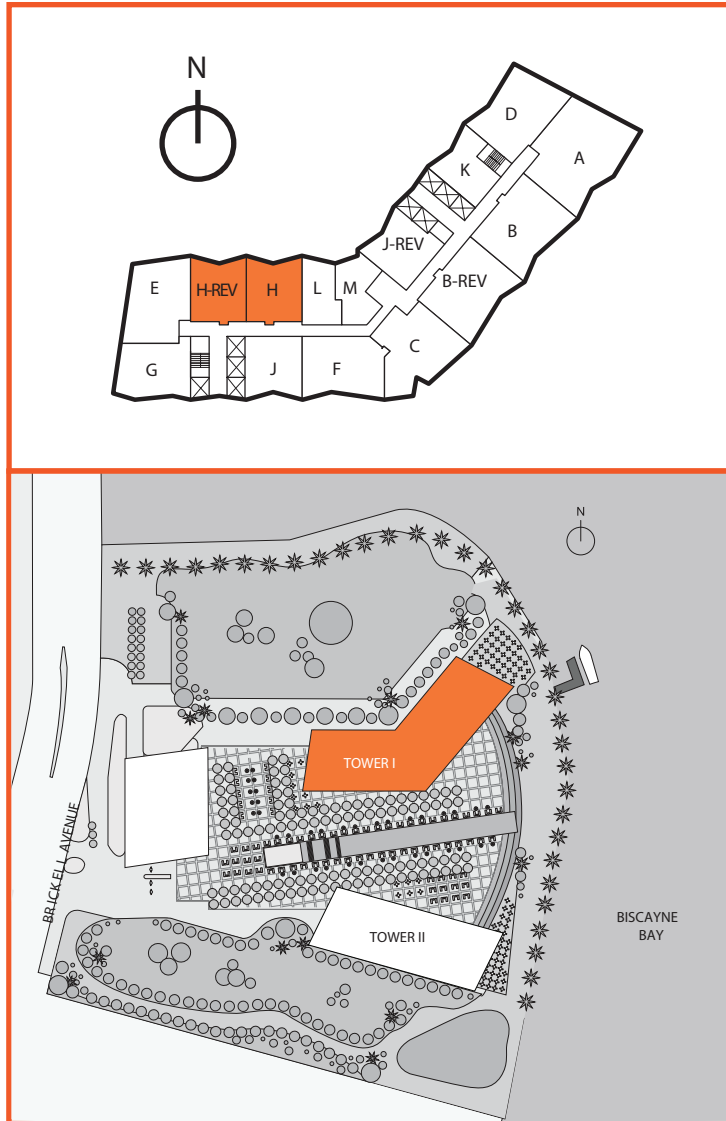 N
D
A
K
B
J-REV
B-REV
E
H-REV
H
L
M
C
G
J
F
N
TOWER I
BRICKELL AVENUE
BISCAYNE
BAY
TOWER II